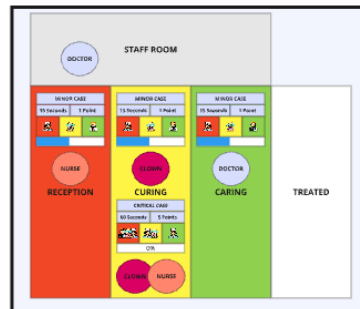 STAFF ROOM
DOCTOR
MINOR CASE
15 Seconds 1 Point
MINOR CASE
15 Seconds 1 Point
MINOR CASE
15 Seconds 1 Point
NURSE
CLOWN
DOCTOR
RECEPTION
CURING
CARING
TREATED
CRITICAL CASE
60 Seconds 5 Points
0%
CLOWN
NURSE